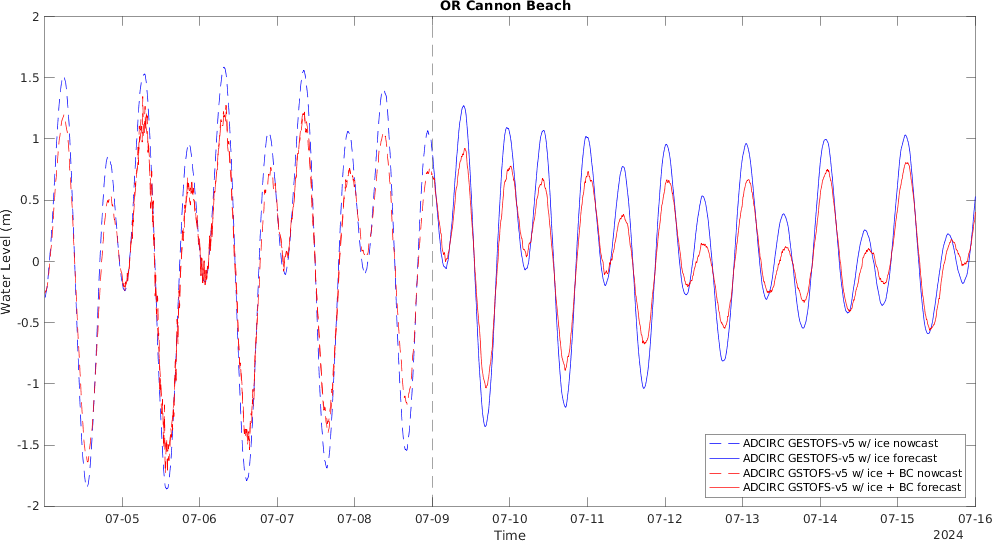 OR Cannon Beach
2
1.5
1
0.5
0
-0.5
-1
-1.5
-2
Water Level (m)
ADCIRC GESTOFS-v5 w/ ice nowcast
ADCIRC GESTOFS-v5 w/ ice forecast
ADCIRC GSTOFS-v5 w/ ice + BC nowcast
ADCIRC GSTOFS-v5 w/ ice + BC forecast
07-05 07-06 07-07 07-08 07-09 07-10 07-11 07-12 07-13 07-14 07-15 07-16
Time
2024